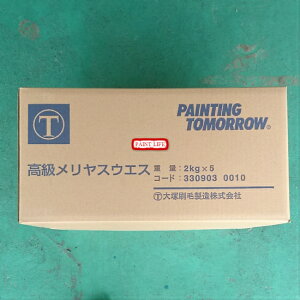 T
PAINTING
TOMORROW®
PAINT LIFE
高級メリヤスウエス
重 量：2kg×5
コード：330903 0010
Ⓣ大塚刷毛製造株式会社